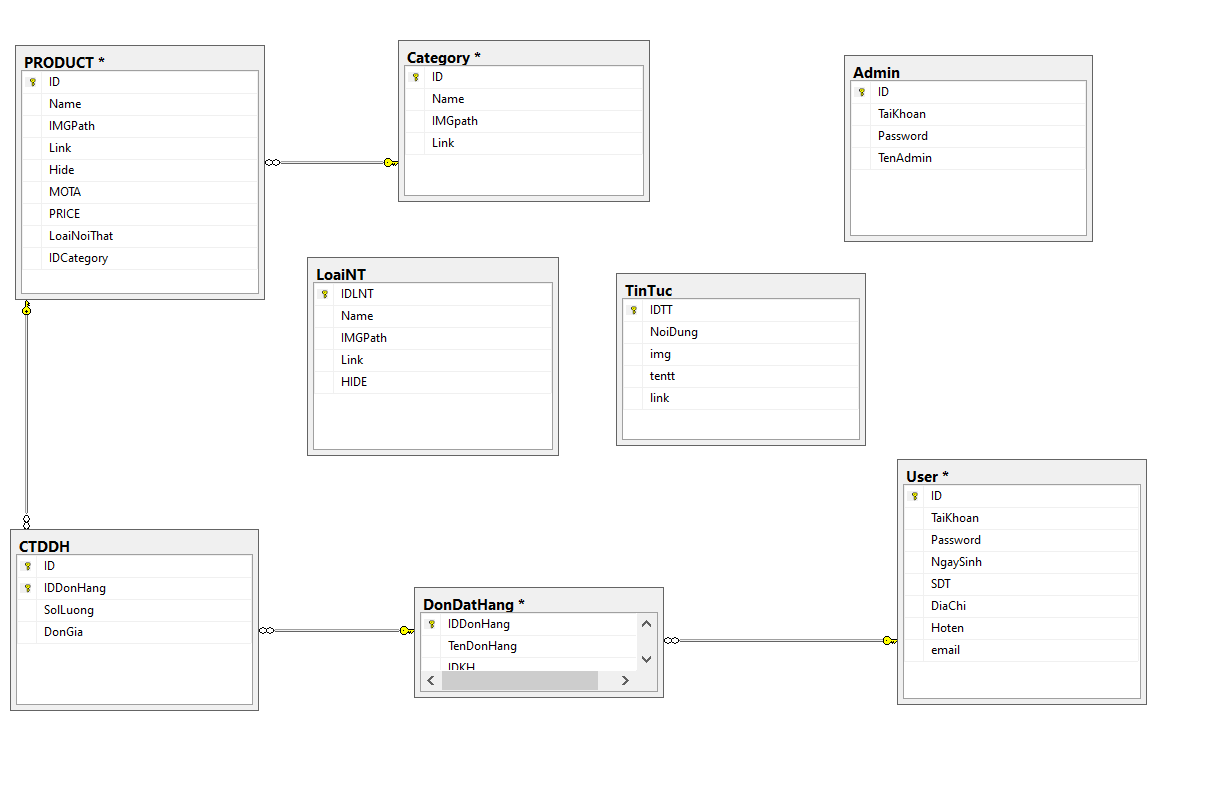 PRODUCT *
ID
Name
IMGPath
Link
Hide
MOTA
PRICE
LoaiNoiThat
IDCategory
Category *
ID
Name
IMGpath
Link
Admin
ID
TaiKhoan
Password
TenAdmin
LoaiNT
IDLNT
Name
IMGPath
Link
HIDE
TinTuc
IDTT
NoiDung
img
tentt
link
User *
ID
TaiKhoan
Password
NgaySinh
SDT
DiaChi
Hoten
email
CTDDH
ID
IDDonHang
SolLuong
DonGia
DonDatHang *
IDDonHang
TenDonHang
IDKH